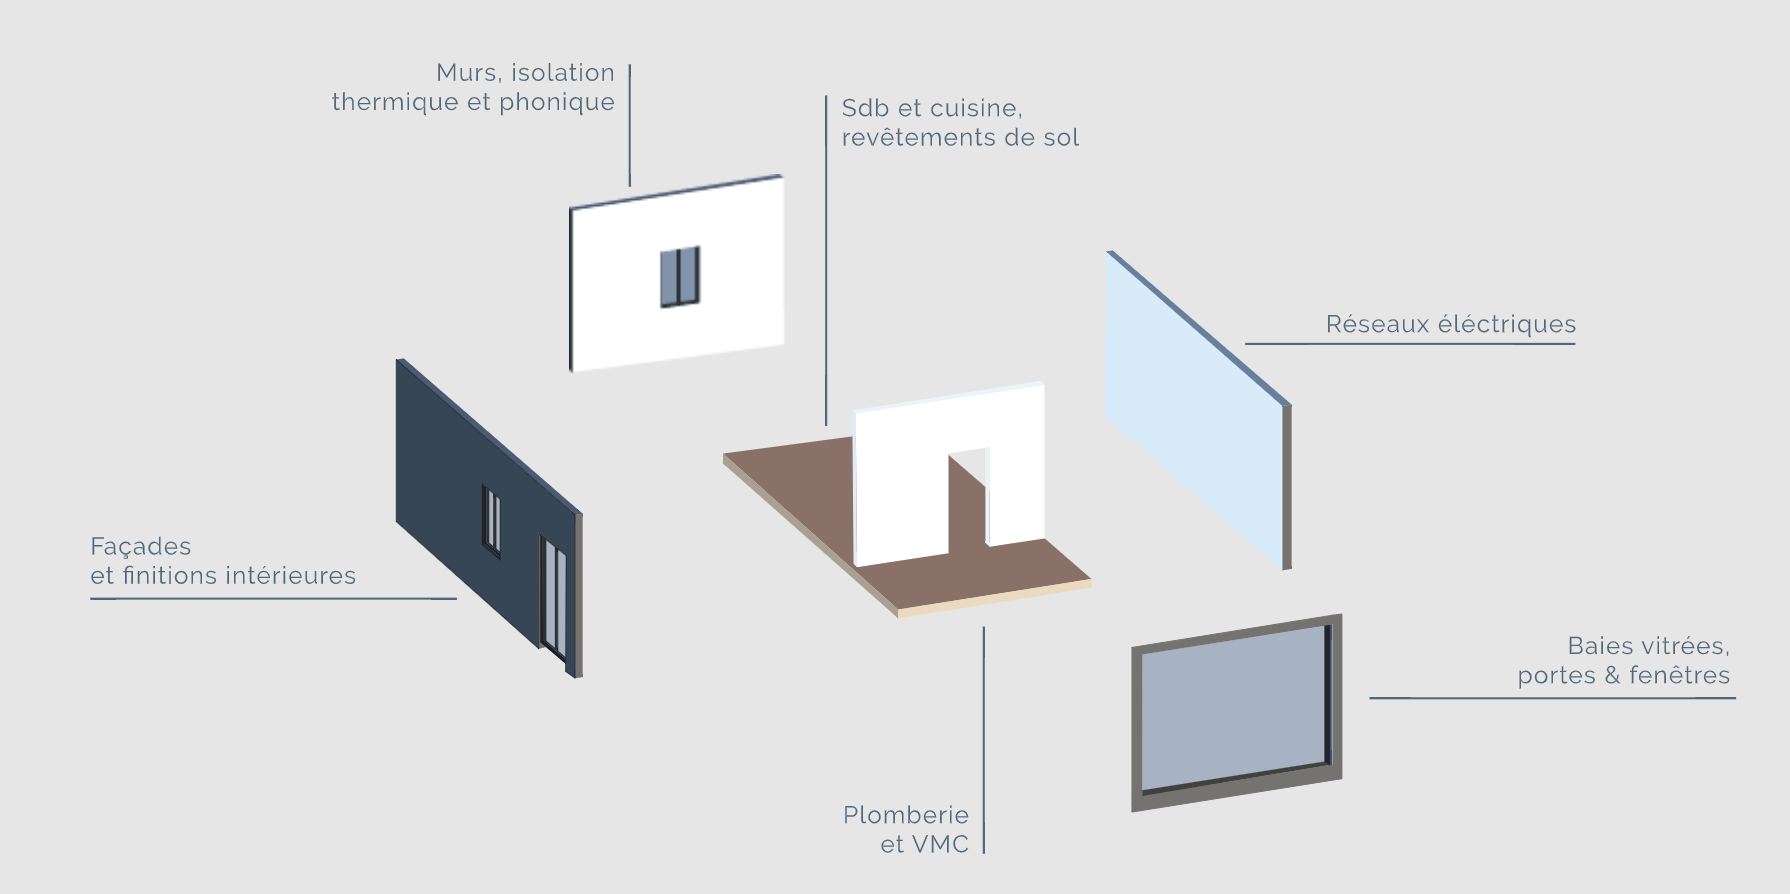 Murs, isolation
thermique et phonique
Sdb et cuisine,
revêtements de sol
Réseaux éléctriques
Façades
et finitions intérieures
Baies vitrées,
portes & fenêtres
Plomberie
et VMC